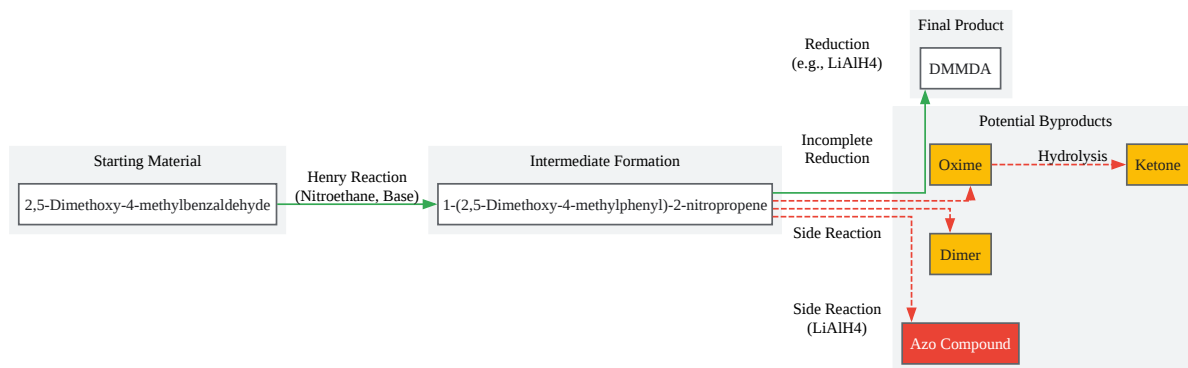 Final Product
Reduction
(e.g., LiAlH4)
DMMDA
Potential Byproducts
Starting Material
Intermediate Formation
Incomplete
Reduction
Oxime
Hydrolysis
Ketone
Henry Reaction
(Nitroethane, Base)
2,5-Dimethoxy-4-methylbenzaldehyde
1-(2,5-Dimethoxy-4-methylphenyl)-2-nitropropene
Side Reaction
Dimer
Side Reaction
(LiAlH4)
Azo Compound